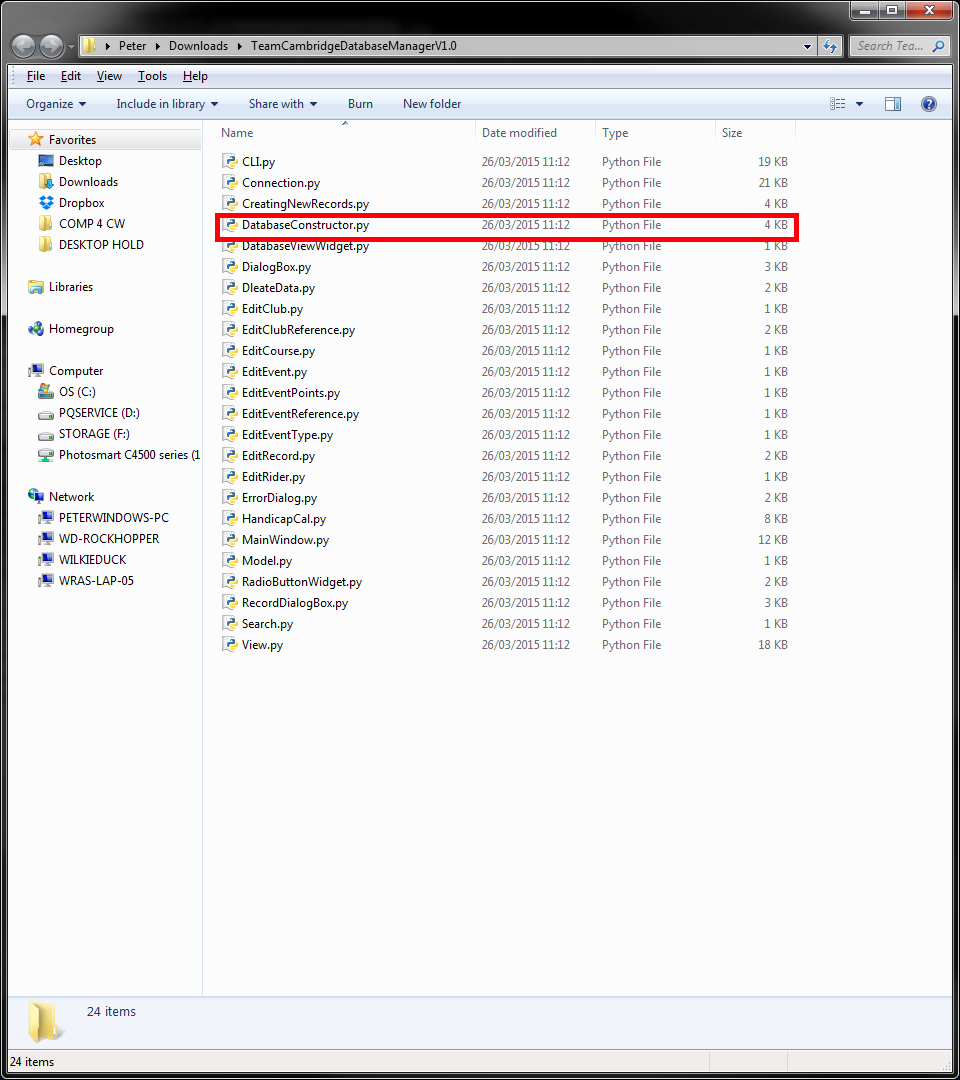 Peter Downloads TeamCambridgeDatabaseManagerV1.0 Search Tea...
File Edit View Tools Help
Organize Include in library Share with Burn New folder
Favorites
Desktop
Downloads
Dropbox
COMP 4 CW
DESKTOP HOLD
Libraries
Homegroup
Computer
OS (C:)
PQSERVICE (D:)
STORAGE (F:)
Photosmart C4500 series (1
Network
PETERWINDOWS-PC
WD-ROCKHOPPER
WILKIEDUCK
WRAS-LAP-05
Name Date modified Type Size
CLI.py 26/03/2015 11:12 Python File 19 KB
Connection.py 26/03/2015 11:12 Python File 21 KB
CreatingNewRecords.py 26/03/2015 11:12 Python File 4 KB
DatabaseConstructor.py 26/03/2015 11:12 Python File 4 KB
DatabaseViewWidget.py 26/03/2015 11:12 Python File 1 KB
DialogBox.py 26/03/2015 11:12 Python File 3 KB
DleateData.py 26/03/2015 11:12 Python File 2 KB
EditClub.py 26/03/2015 11:12 Python File 1 KB
EditClubReference.py 26/03/2015 11:12 Python File 2 KB
EditCourse.py 26/03/2015 11:12 Python File 1 KB
EditEvent.py 26/03/2015 11:12 Python File 1 KB
EditEventPoints.py 26/03/2015 11:12 Python File 1 KB
EditEventReference.py 26/03/2015 11:12 Python File 1 KB
EditEventType.py 26/03/2015 11:12 Python File 1 KB
EditRecord.py 26/03/2015 11:12 Python File 2 KB
EditRider.py 26/03/2015 11:12 Python File 1 KB
ErrorDialog.py 26/03/2015 11:12 Python File 2 KB
HandicapCal.py 26/03/2015 11:12 Python File 8 KB
MainWindow.py 26/03/2015 11:12 Python File 12 KB
Model.py 26/03/2015 11:12 Python File 1 KB
RadioButtonWidget.py 26/03/2015 11:12 Python File 2 KB
RecordDialogBox.py 26/03/2015 11:12 Python File 3 KB
Search.py 26/03/2015 11:12 Python File 1 KB
View.py 26/03/2015 11:12 Python File 18 KB
24 items
24 items